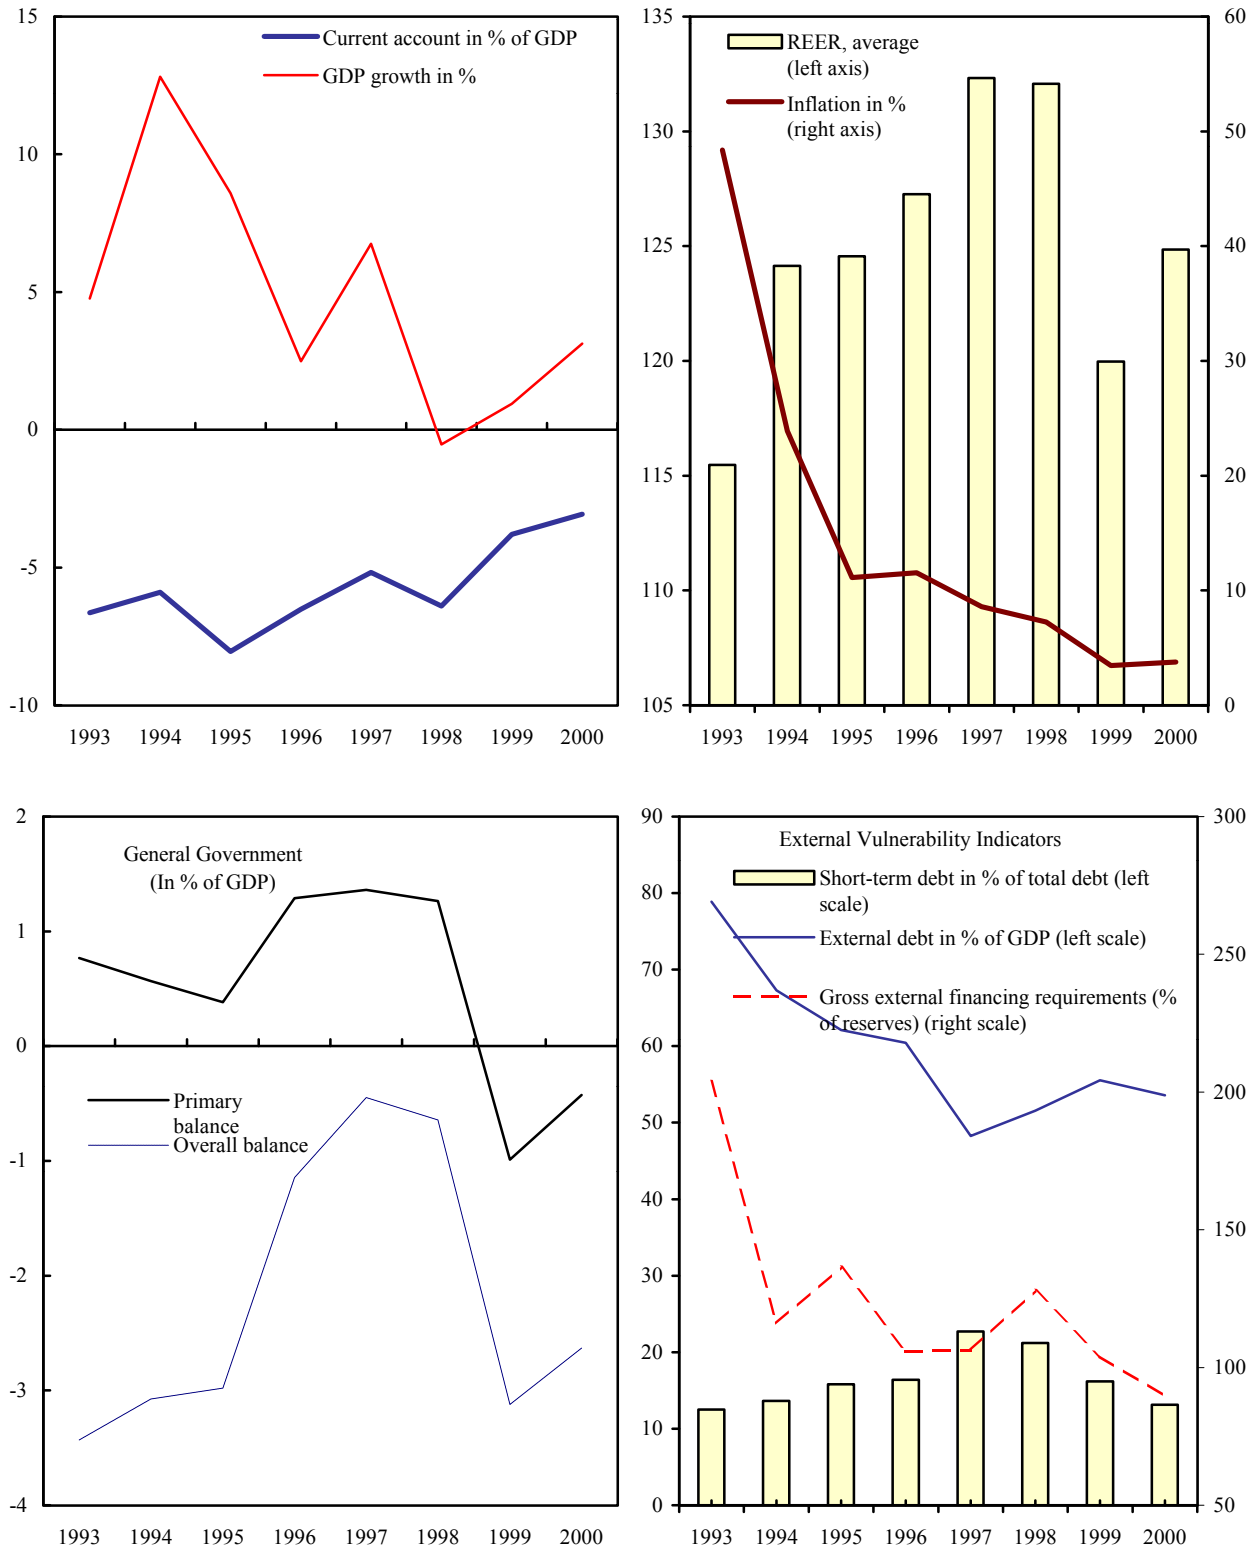 15
10
5
0
-5
-10
Current account in % of GDP
GDP growth in %
1993 1994 1995 1996 1997 1998 1999 2000
135
130
125
120
115
110
105
REER, average
(left axis)
Inflation in %
(right axis)
60
50
40
30
20
10
0
1993 1994 1995 1996 1997 1998 1999 2000
2
1
0
-1
-2
-3
-4
General Government
(In % of GDP)
Primary
balance
Overall balance
1993 1994 1995 1996 1997 1998 1999 2000
90
80
70
60
50
40
30
20
10
0
External Vulnerability Indicators
Short-term debt in % of total debt (left
scale)
External debt in % of GDP (left scale)
Gross external financing requirements (%
of reserves) (right scale)
300
250
200
150
100
50
1993 1994 1995 1996 1997 1998 1999 2000